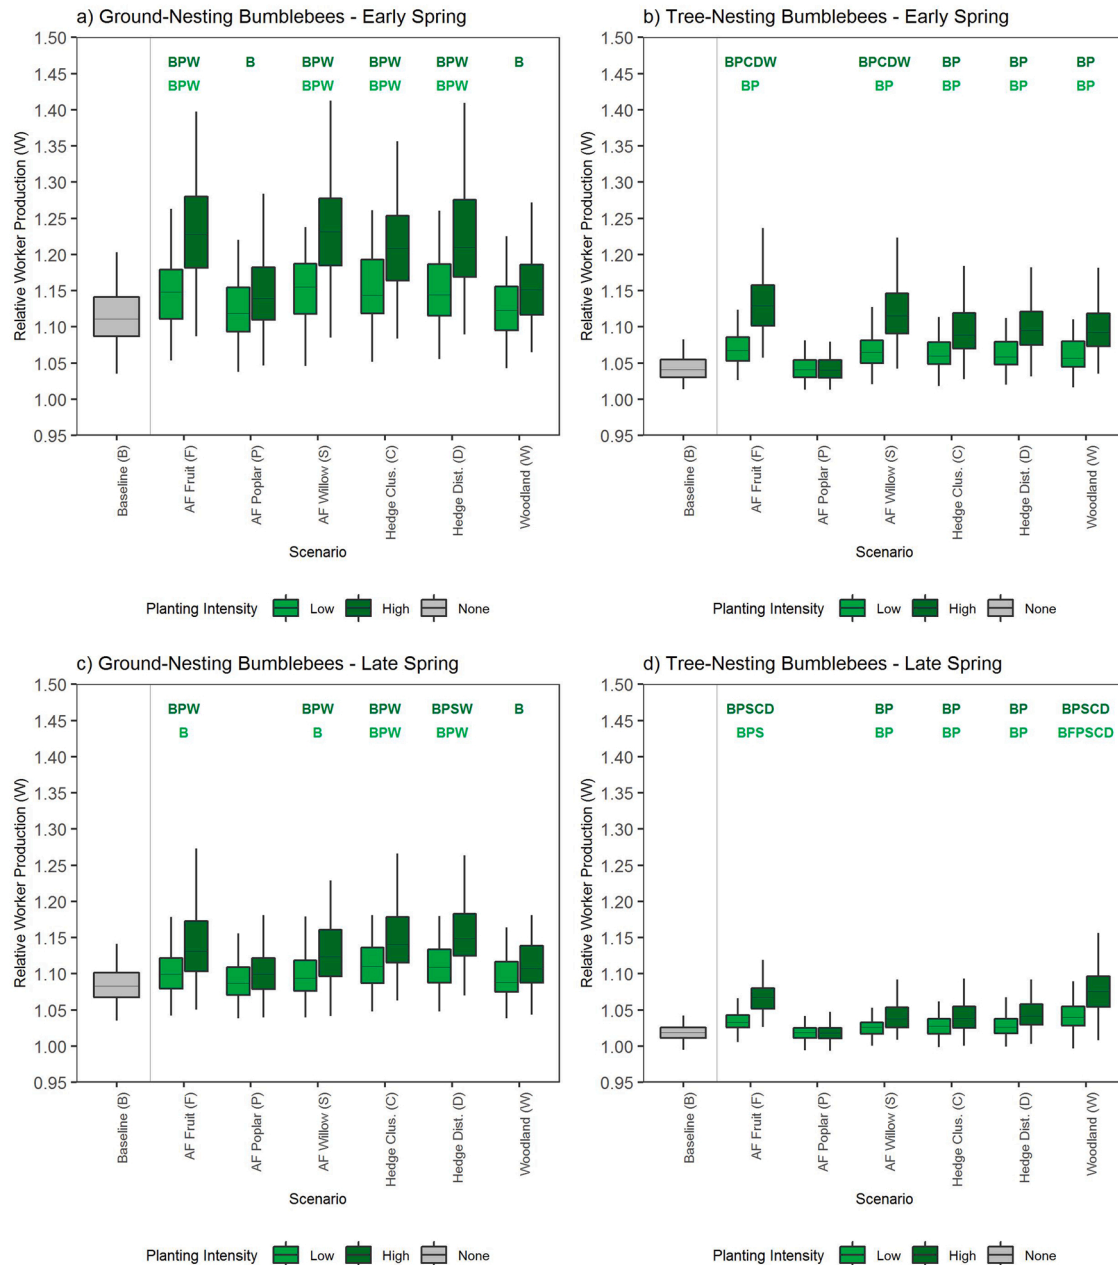 a) Ground-Nesting Bumblebees - Early Spring
Relative Worker Production (W)
1.50
1.45
1.40
1.35
1.30
1.25
1.20
1.15
1.10
1.05
1.00
0.95
BPW B BPW BPW BPW B
BPW BPW BPW BPW
Baseline (B)
AF Fruit (F)
AF Poplar (P)
AF Willow (S)
Hedge Clus. (C)
Hedge Dist. (D)
Woodland (W)
Scenario
Planting Intensity Low High None
b) Tree-Nesting Bumblebees - Early Spring
Relative Worker Production (W)
1.50
1.45
1.40
1.35
1.30
1.25
1.20
1.15
1.10
1.05
1.00
0.95
BPCDW BPCDW BP BP BP
BP BP BP BP BP
Baseline (B)
AF Fruit (F)
AF Poplar (P)
AF Willow (S)
Hedge Clus. (C)
Hedge Dist. (D)
Woodland (W)
Scenario
Planting Intensity Low High None
c) Ground-Nesting Bumblebees - Late Spring
Relative Worker Production (W)
1.50
1.45
1.40
1.35
1.30
1.25
1.20
1.15
1.10
1.05
1.00
0.95
BPW BPW BPW BPSW B
B B BPW BPW
Baseline (B)
AF Fruit (F)
AF Poplar (P)
AF Willow (S)
Hedge Clus. (C)
Hedge Dist. (D)
Woodland (W)
Scenario
Planting Intensity Low High None
d) Tree-Nesting Bumblebees - Late Spring
Relative Worker Production (W)
1.50
1.45
1.40
1.35
1.30
1.25
1.20
1.15
1.10
1.05
1.00
0.95
BPSCD BP BP BP BPSCD
BPS BP BP BP BFPSCD
Baseline (B)
AF Fruit (F)
AF Poplar (P)
AF Willow (S)
Hedge Clus. (C)
Hedge Dist. (D)
Woodland (W)
Scenario
Planting Intensity Low High None